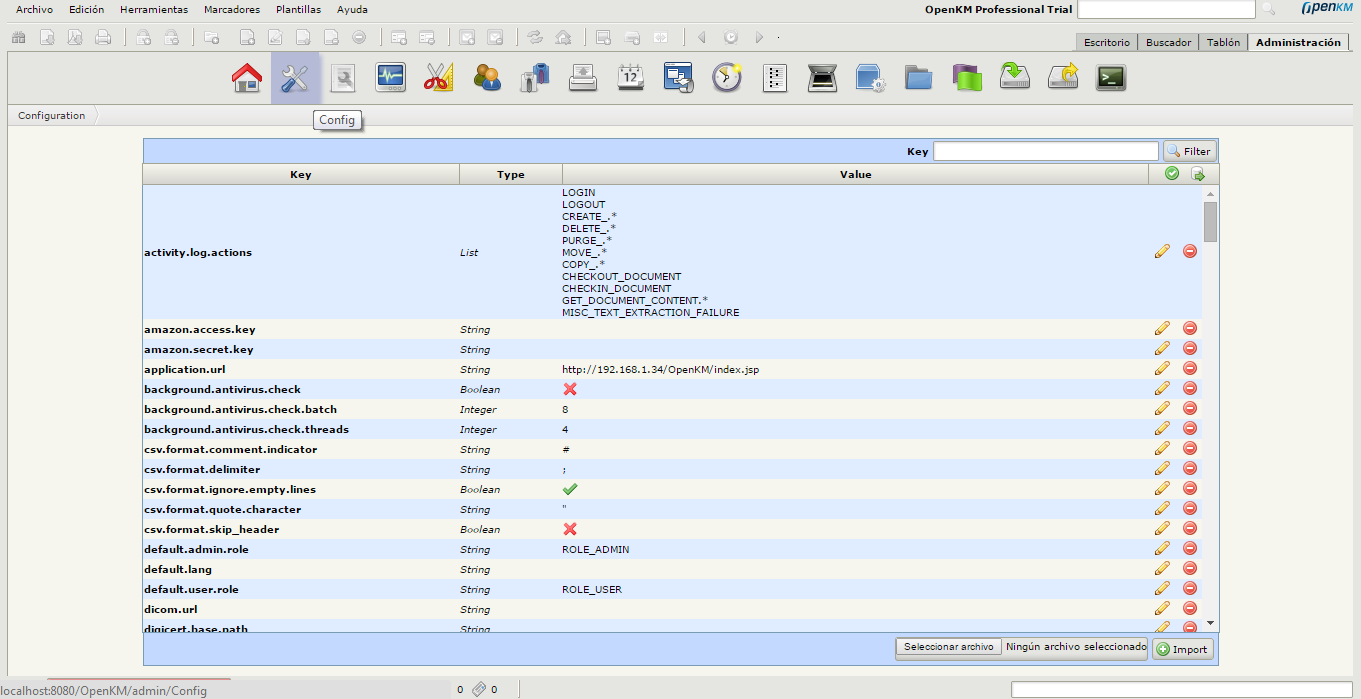 Archivo Edición Herramientas Marcadores Plantillas Ayuda OpenKM Professional Trial OpenKM
Escritorio Buscador Tablón Administración
12
Configuration
Config
Key Filter
Key Type Value
LOGIN
LOGOUT
CREATE_.*
DELETE_.*
PURGE_.*
MOVE_.*
COPY_.*
CHECKOUT_DOCUMENT
CHECKIN_DOCUMENT
GET_DOCUMENT_CONTENT.*
MISC_TEXT_EXTRACTION_FAILURE
activity.log.actions List
amazon.access.key String
amazon.secret.key String
application.url String http://192.168.1.34/OpenKM/index.jsp
background.antivirus.check Boolean
background.antivirus.check.batch Integer 8
background.antivirus.check.threads Integer 4
csv.format.comment.indicator String #
csv.format.delimiter String ;
csv.format.ignore.empty.lines Boolean
csv.format.quote.character String "
csv.format.skip_header Boolean
default.admin.role String ROLE_ADMIN
default.lang String
default.user.role String ROLE_USER
dicom.url String
digicert.base.path String
Seleccionar archivo Ningún archivo seleccionado Import
localhost:8080/OpenKM/admin/Config 0 0